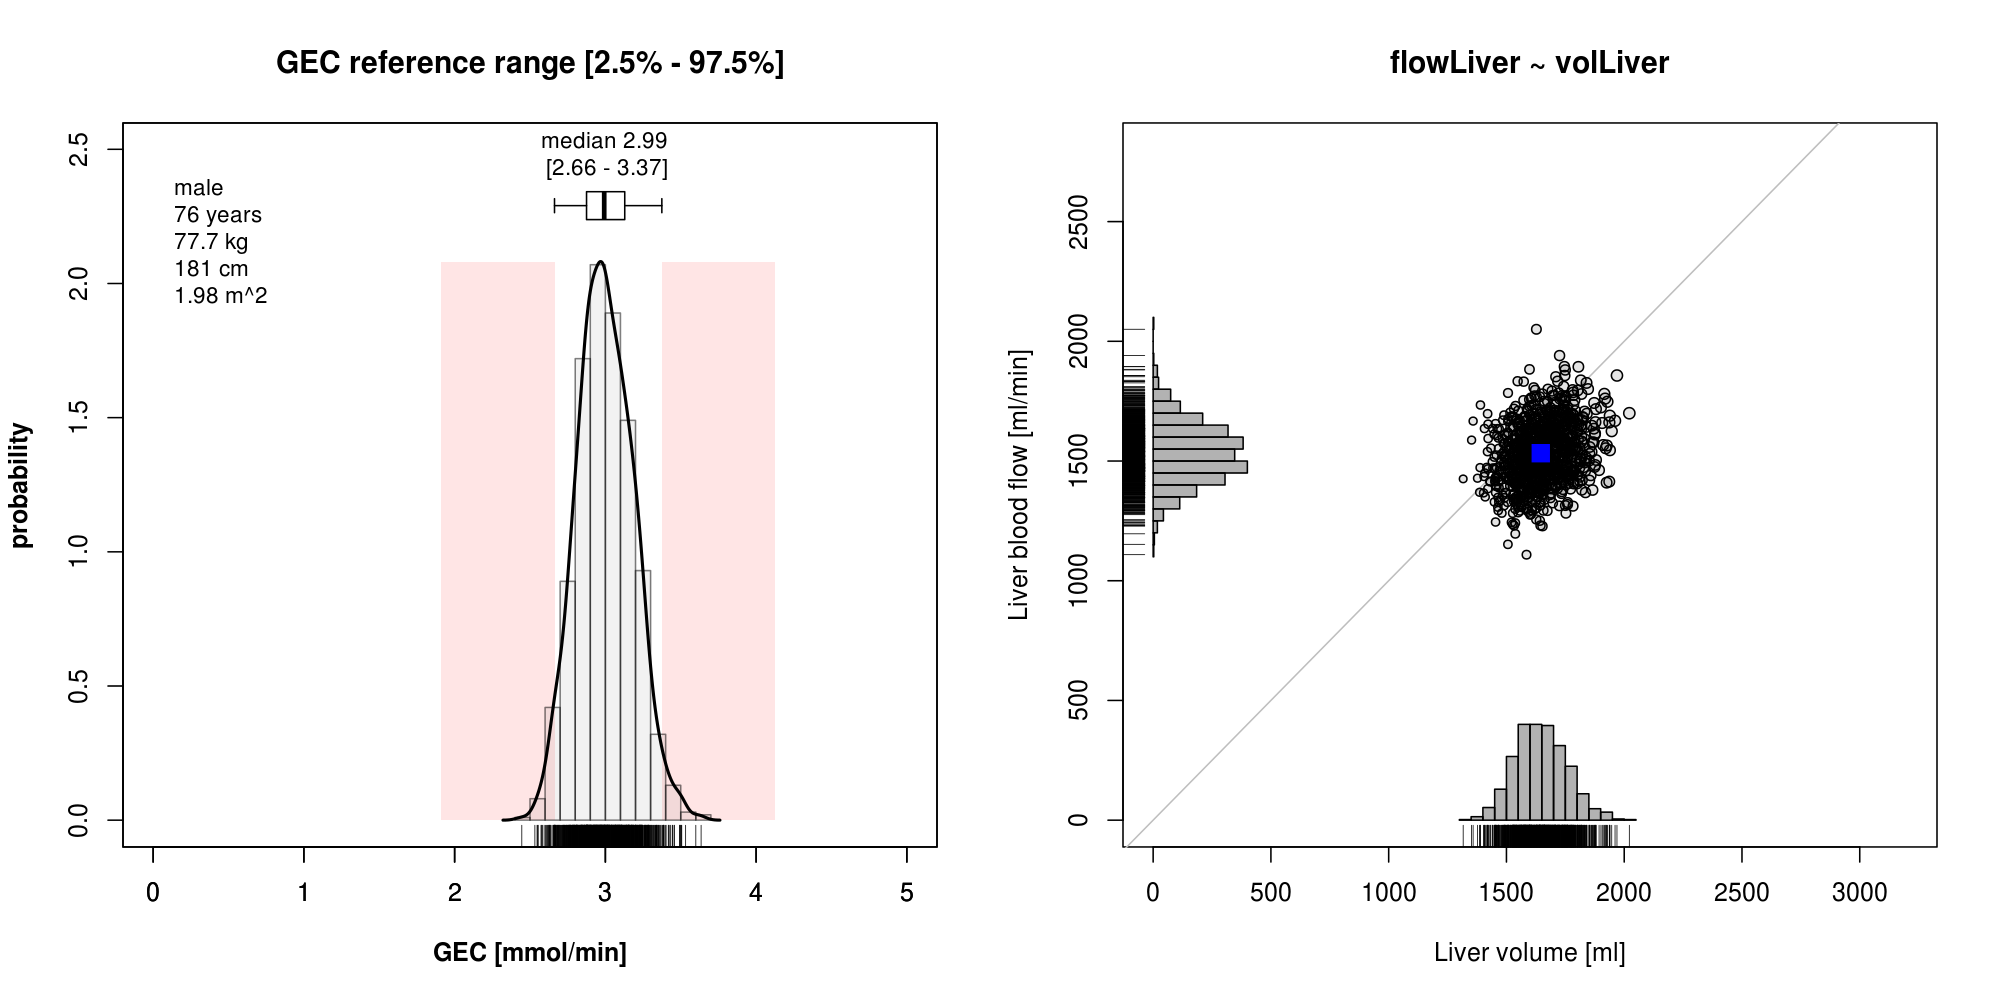 GEC reference range [2.5% - 97.5%]
median 2.99
[2.66 - 3.37]
male
76 years
77.7 kg
181 cm
1.98 m^2
probability
0.0
0.5
1.0
1.5
2.0
2.5
0 1 2 3 4 5
GEC [mmol/min]
flowLiver ~ volLiver
Liver blood flow [ml/min]
0
500
1000
1500
2000
2500
0 500 1000 1500 2000 2500 3000
Liver volume [ml]